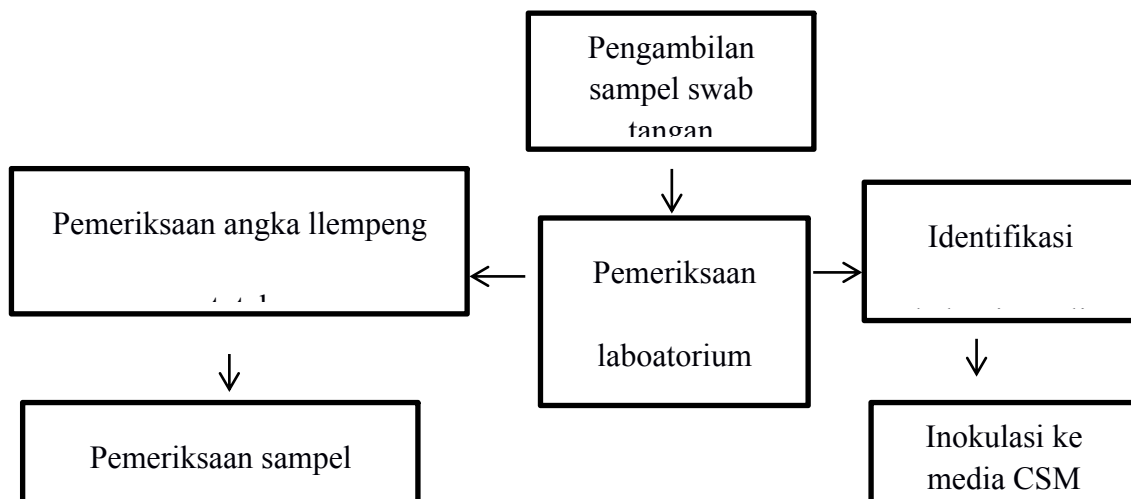 Pengambilan
sampel swab
tangan
Pemeriksaan angka llempeng
Pemeriksaan
laboatorium
Identifikasi
Pemeriksaan sampel
Inokulasi ke
media CSM